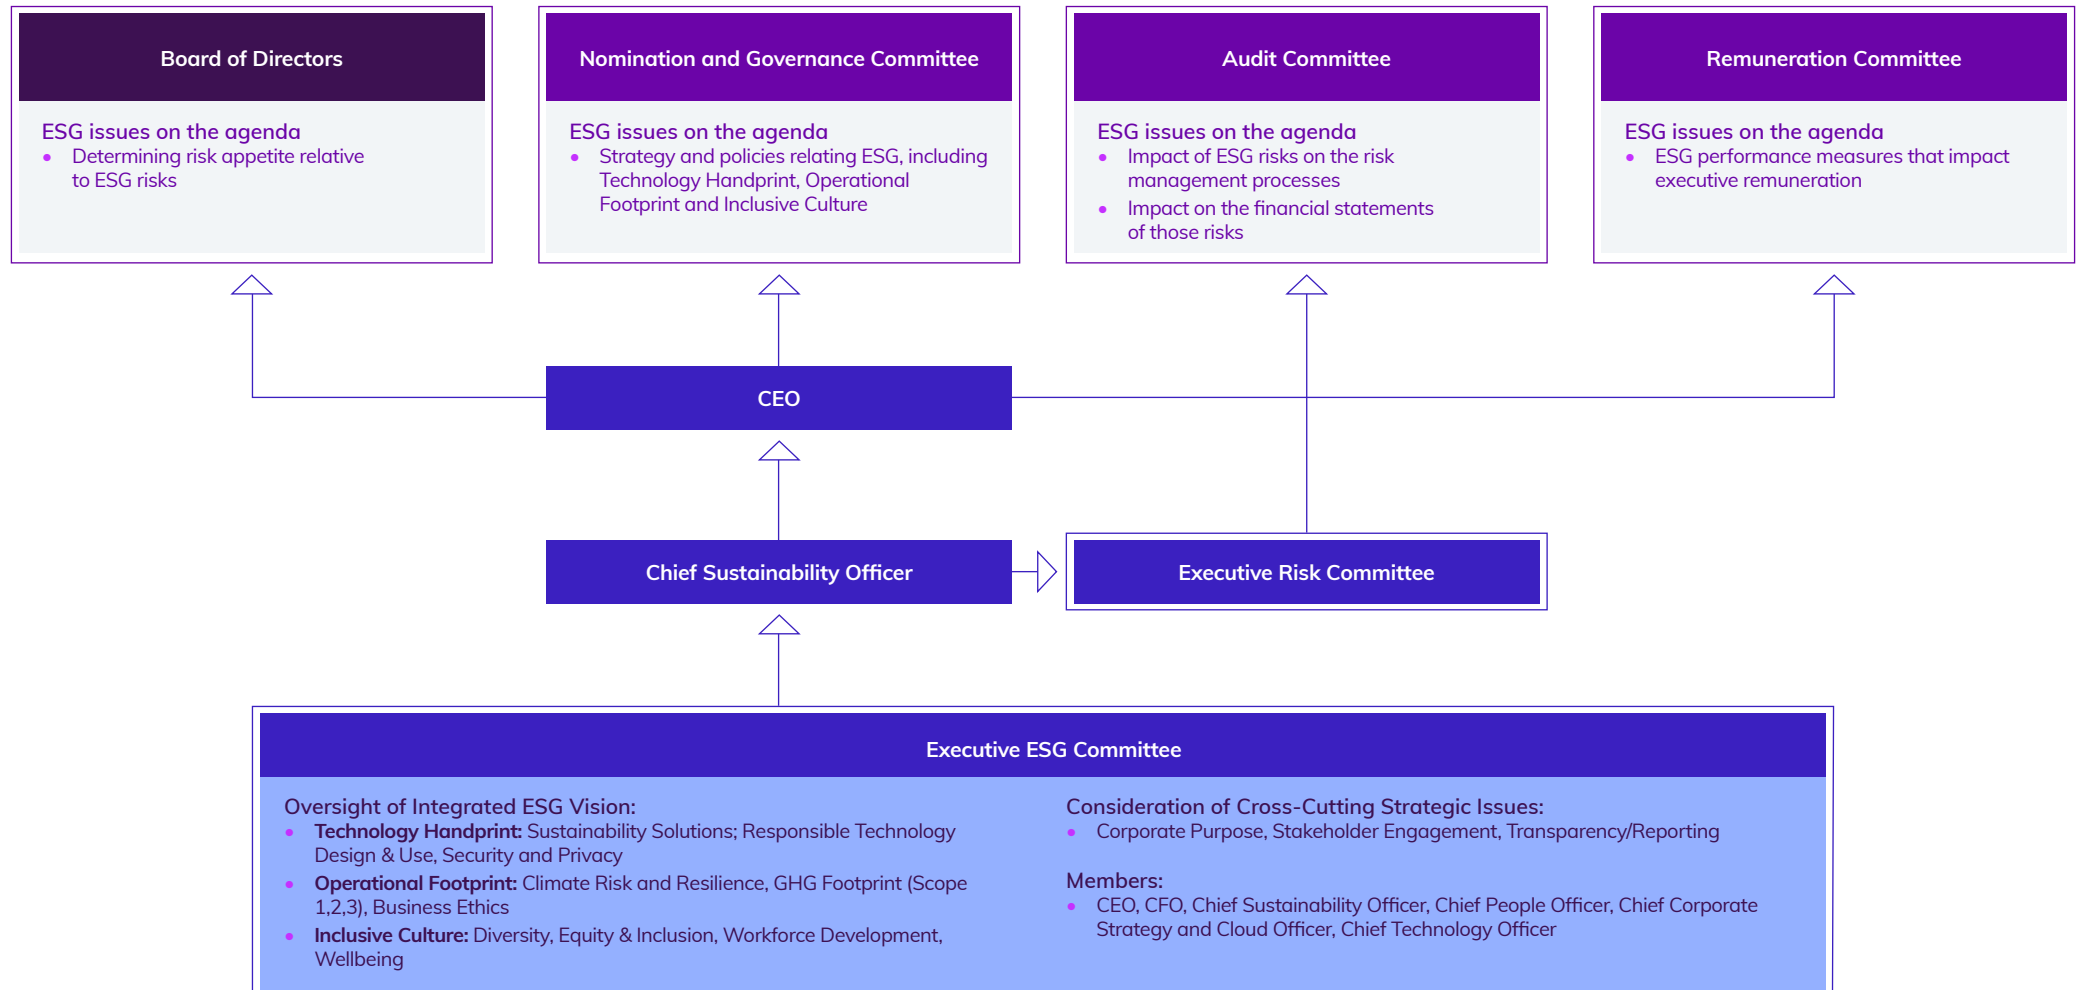 Board of Directors
ESG issues on the agenda
• Determining risk appetite relative
to ESG risks
Nomination and Governance Committee
ESG issues on the agenda
• Strategy and policies relating ESG, including
Technology Handprint, Operational
Footprint and Inclusive Culture
Audit Committee
ESG issues on the agenda
• Impact of ESG risks on the risk
management processes
• Impact on the financial statements
of those risks
Remuneration Committee
ESG issues on the agenda
• ESG performance measures that impact
executive remuneration
CEO
Chief Sustainability Officer
Executive Risk Committee
Executive ESG Committee
Oversight of Integrated ESG Vision:
• Technology Handprint: Sustainability Solutions; Responsible Technology
Design & Use, Security and Privacy
• Operational Footprint: Climate Risk and Resilience, GHG Footprint (Scope
1,2,3), Business Ethics
• Inclusive Culture: Diversity, Equity & Inclusion, Workforce Development,
Wellbeing
Consideration of Cross-Cutting Strategic Issues:
• Corporate Purpose, Stakeholder Engagement, Transparency/Reporting
Members:
• CEO, CFO, Chief Sustainability Officer, Chief People Officer, Chief Corporate
Strategy and Cloud Officer, Chief Technology Officer